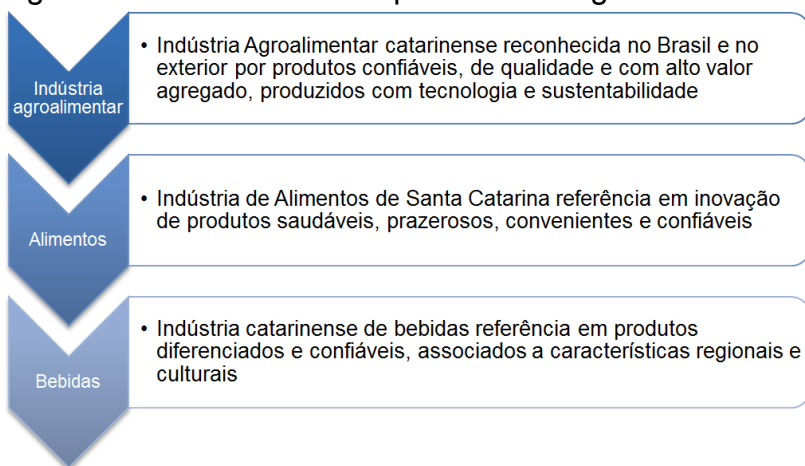 Indústria
agroalimentar
• Indústria Agroalimentar catarinense reconhecida no Brasil e no
exterior por produtos confiáveis, de qualidade e com alto valor
agregado, produzidos com tecnologia e sustentabilidade
Alimentos
• Indústria de Alimentos de Santa Catarina referência em inovação
de produtos saudáveis, prazerosos, convenientes e confiáveis
Bebidas
• Indústria catarinense de bebidas referência em produtos
diferenciados e confiáveis, associados a características regionais e
culturais